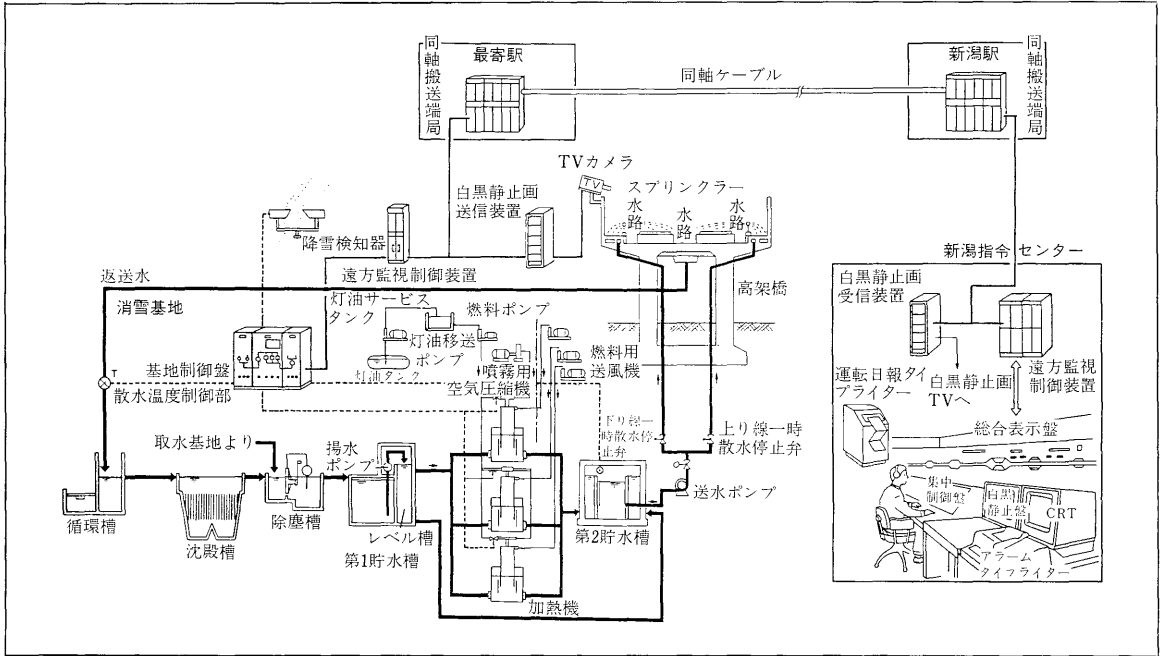 同軸搬送端局
最寄駅
同軸ケーブル
新潟駅
同軸搬送端局
TVカメラ
TV
白黒静止画
送信装置
スプリンクラー
水路
水路
水路
降雪検知器
遠方監視制御装置
返送水
消雪基地
灯油サービス
タンク
燃料ポンプ
灯油移送
ポンプ
灯油タンク
噴霧用
空気圧縮機
燃料用
送風機
高架橋
基地制御盤
T
散水温度制御部
取水基地より
揚水
ポンプ
下り線一
時散水停
止弁
上り線一時
散水停止弁
送水ポンプ
循環槽
沈殿槽
除塵槽
レベル槽
第1貯水槽
加熱機
第2貯水槽
新潟指令センター
白黒静止画
受信装置
運転日報タイ
プライター
白黒静止画
TVへ
遠方監視
制御装置
総合表示盤
集中
制御盤
白黒
静止盤
CRT
アラーム
タイプライター